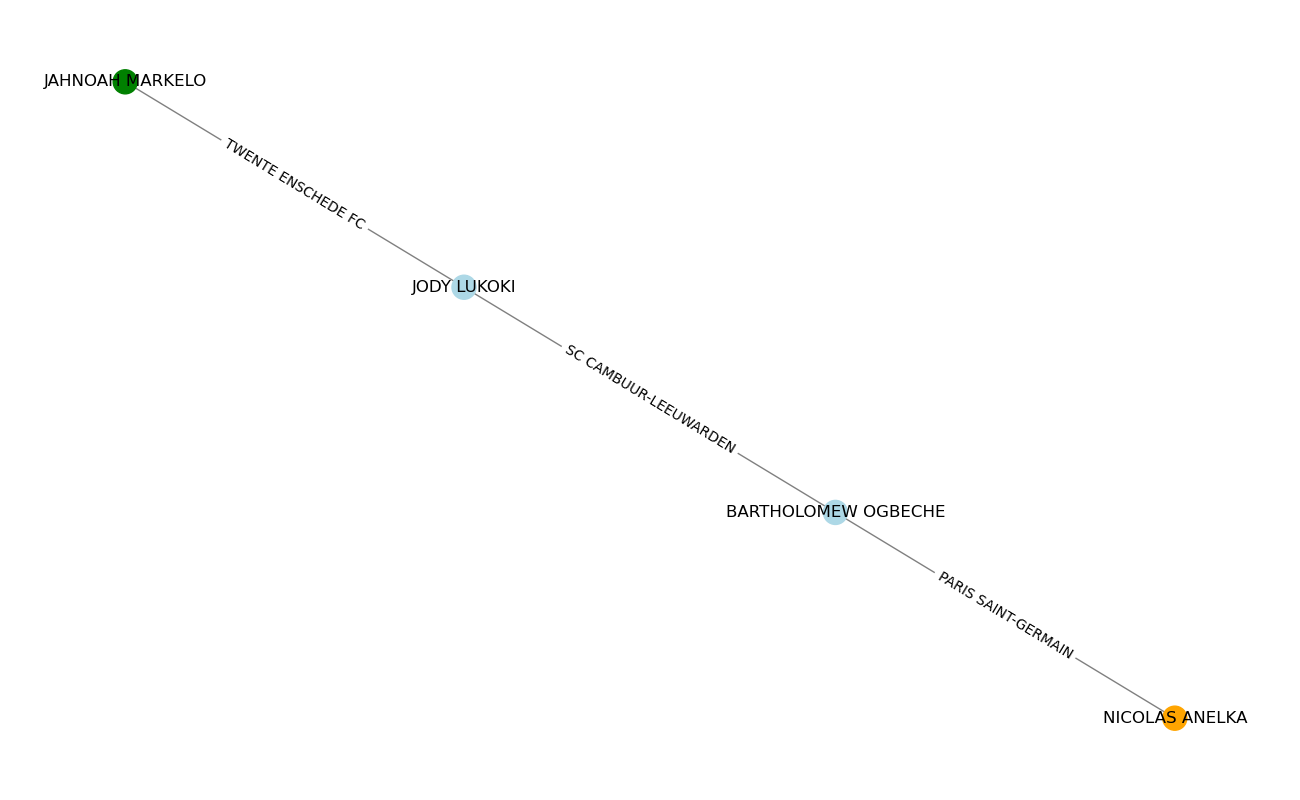 JAHNOAH MARKELO
TWENTE ENSCHEDE FC
JODY LUKOKI
SC CAMBUUR-LEEUWARDEN
BARTHOLOMEW OGBECHE
PARIS SAINT-GERMAIN
NICOLAS ANELKA